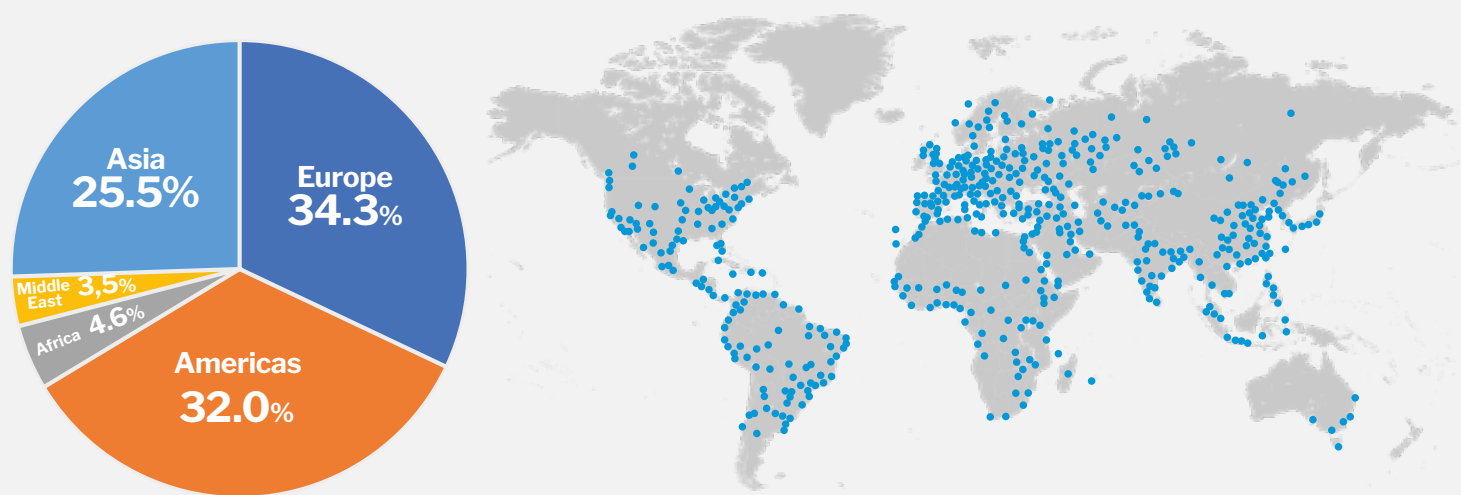 Asia
25.5%
Europe
34.3%
Middle
East
3,5%
Africa 4.6%
Americas
32.0%